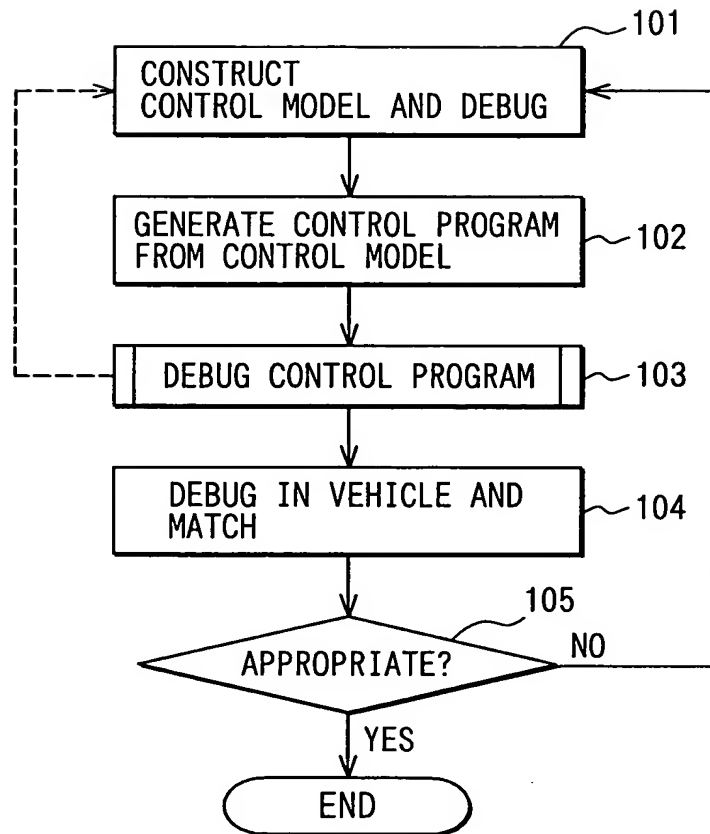 101
CONSTRUCT
CONTROL MODEL AND DEBUG
GENERATE CONTROL PROGRAM
FROM CONTROL MODEL
102
DEBUG CONTROL PROGRAM
103
DEBUG IN VEHICLE AND
MATCH
104
105
APPROPRIATE?
NO
YES
END